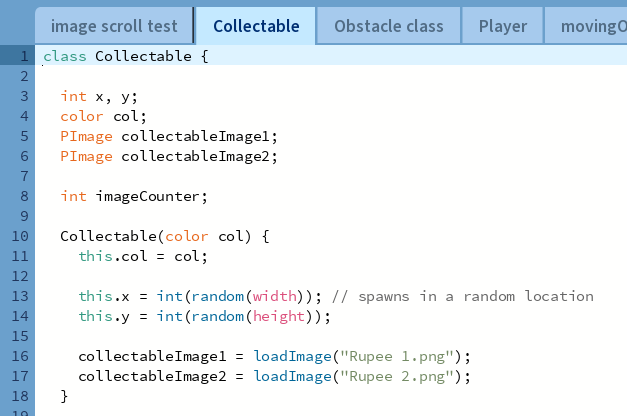 image scroll test Collectable Obstacle class Player movingO
1 class Collectable {
2
3 int x, y;
4 color col;
5 PImage collectableImage1;
6 PImage collectableImage2;
7
8 int imageCounter;
9
10 Collectable(color col) {
11 this.col = col;
12
13 this.x = int(random(width)); // spawns in a random location
14 this.y = int(random(height));
15
16 collectableImage1 = loadImage("Rupee 1.png");
17 collectableImage2 = loadImage("Rupee 2.png");
18 }
19